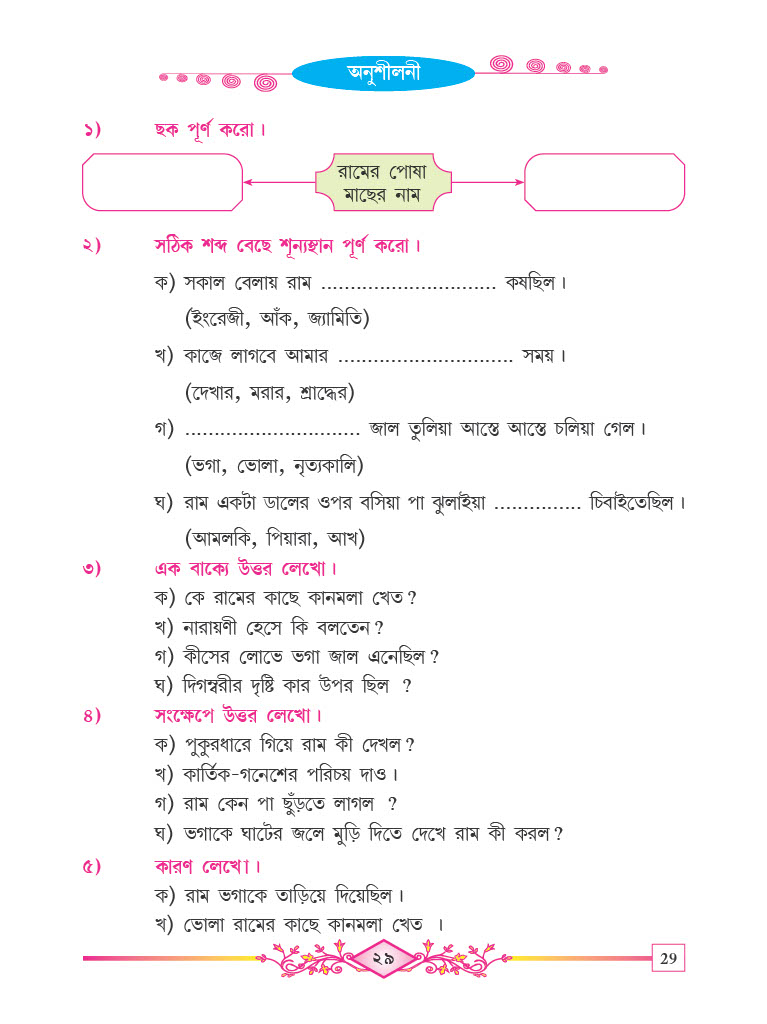 অনুশীলনী
১) ছক পূর্ণ করো।
রামের পোষা
মাছের নাম
২) সঠিক শব্দ বেছে শূন্যস্থান পূর্ণ করো।
ক) সকাল বেলায় রাম .............................. কষছিল।
(ইংরেজী, আঁক, জ্যামিতি)
খ) কাজে লাগবে আমার .............................. সময়।
(দেখার, মরার, শ্রাদ্ধের)
গ) .............................. জাল তুলিয়া আস্তে আস্তে চলিয়া গেল।
(ভগা, ভোলা, নৃত্যকালি)
ঘ) রাম একটা ডালের ওপর বসিয়া পা ঝুলাইয়া ............... চিবাইতেছিল।
(আমলকি, পিয়ারা, আখ)
৩) এক বাক্যে উত্তর লেখো।
ক) কে রামের কাছে কানমলা খেত?
খ) নারায়ণী হেসে কি বলতেন?
গ) কীসের লোভে ভগা জাল এনেছিল?
ঘ) দিগম্বরীর দৃষ্টি কার উপর ছিল ?
৪) সংক্ষেপে উত্তর লেখো।
ক) পুকুরধারে গিয়ে রাম কী দেখল?
খ) কার্তিক-গনেশের পরিচয় দাও।
গ) রাম কেন পা ছুঁড়তে লাগল ?
ঘ) ভগাকে ঘাটের জলে মুড়ি দিতে দেখে রাম কী করল?
৫) কারণ লেখো।
ক) রাম ভগাকে তাড়িয়ে দিয়েছিল।
খ) ভোলা রামের কাছে কানমলা খেত ।
২৯
29